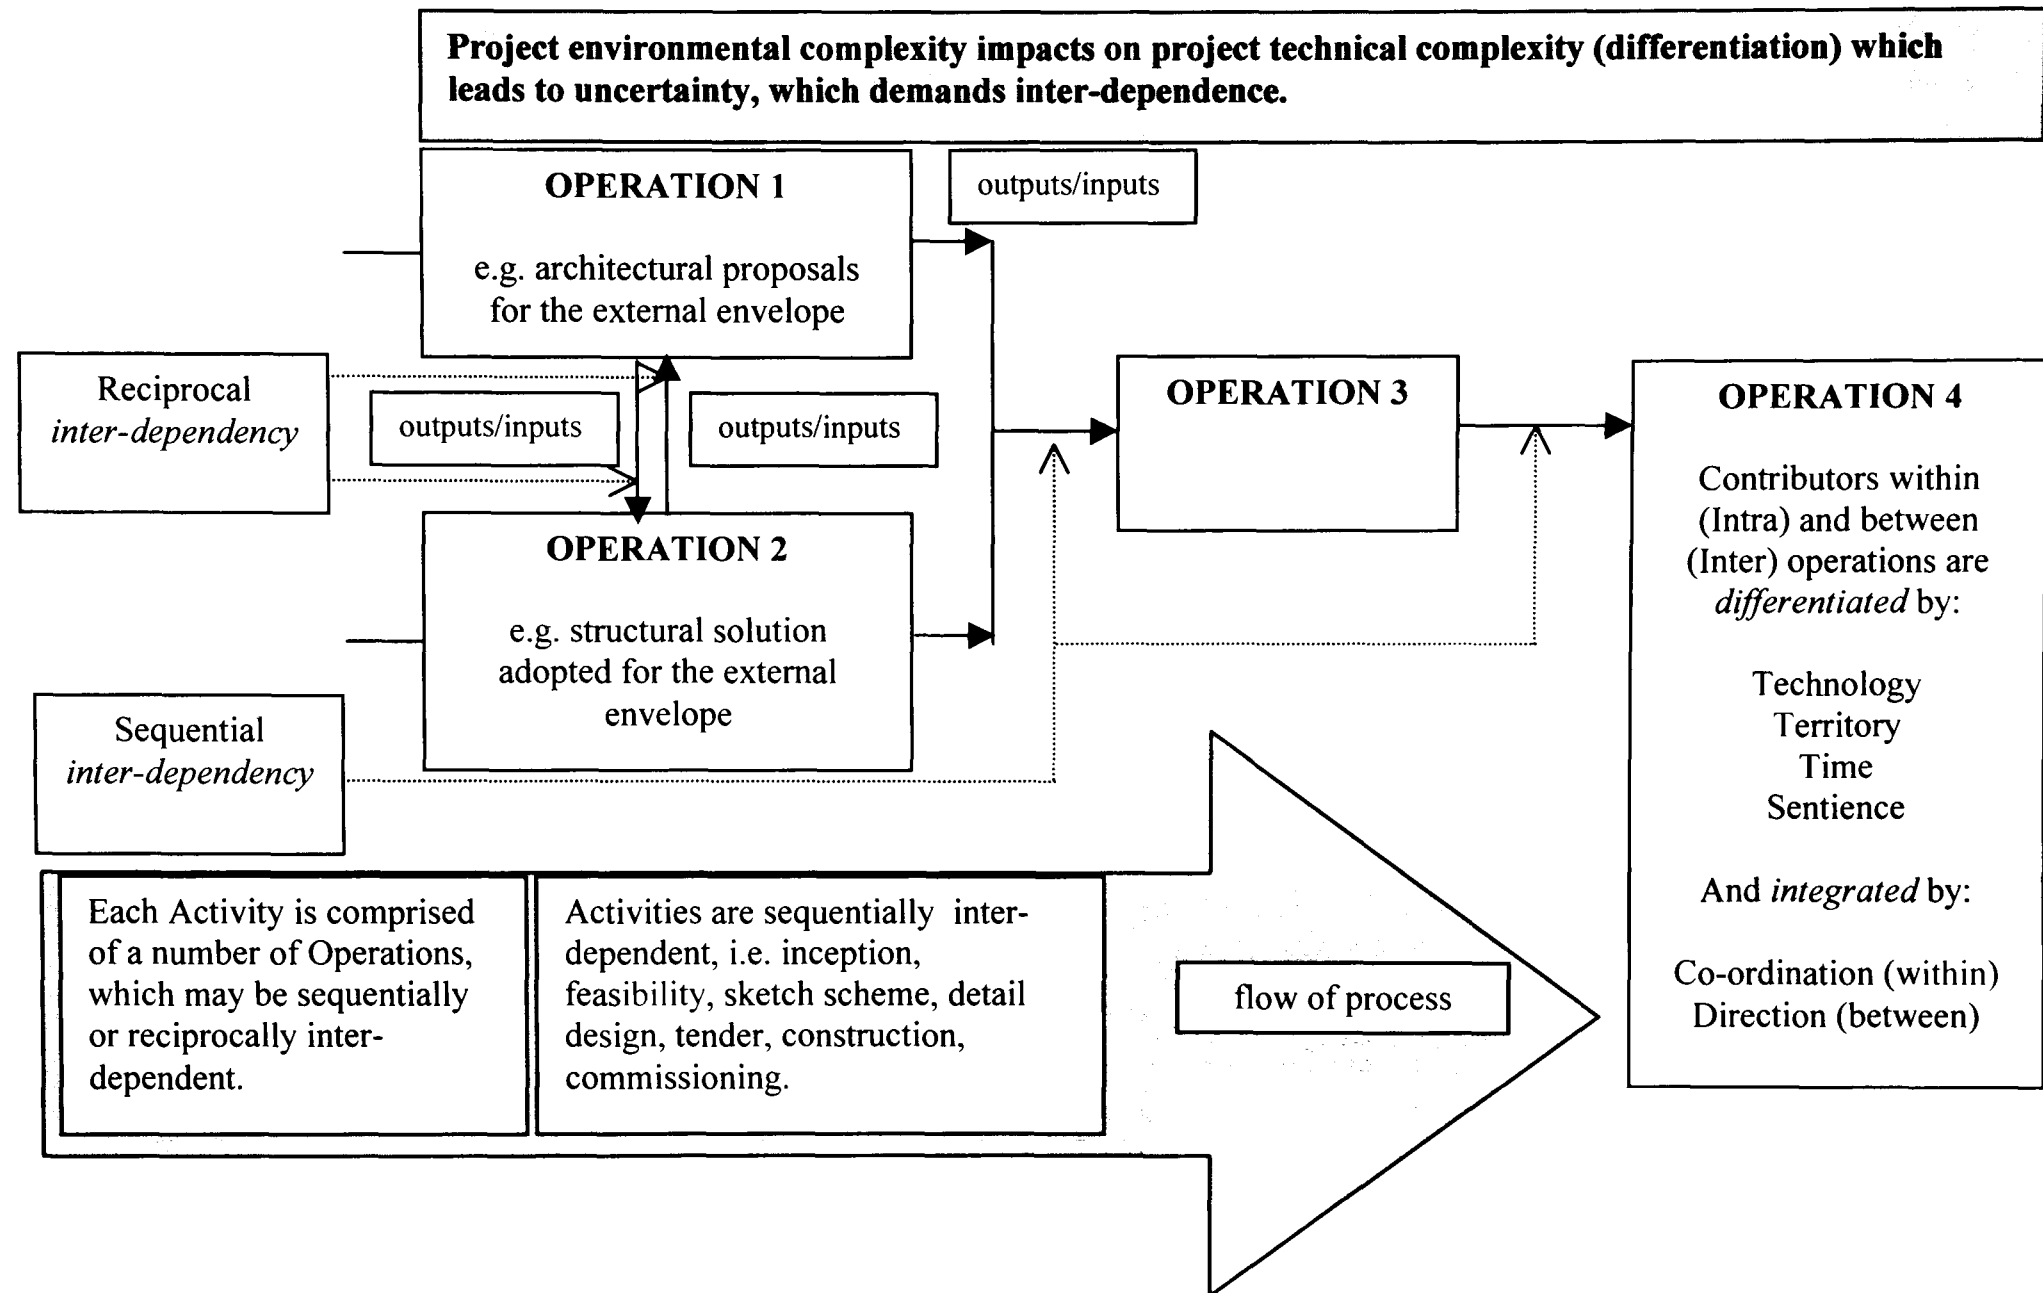 Project environmental complexity impacts on project technical complexity (differentiation) which
leads to uncertainty, which demands inter-dependence.
OPERATION 1
e.g. architectural proposals
for the external envelope
outputs/inputs
Reciprocal
inter-dependency
outputs/inputs
outputs/inputs
OPERATION 2
e.g. structural solution
adopted for the external
envelope
Sequential
inter-dependency
OPERATION 3
OPERATION 4
Contributors within
(Intra) and between
(Inter) operations are
differentiated by:
Technology
Territory
Time
Sentience
And integrated by:
Co-ordination (within)
Direction (between)
Each Activity is comprised
of a number of Operations,
which may be sequentially
or reciprocally inter-
dependent.
Activities are sequentially inter-
dependent, i.e. inception,
feasibility, sketch scheme, detail
design, tender, construction,
commissioning.
flow of process